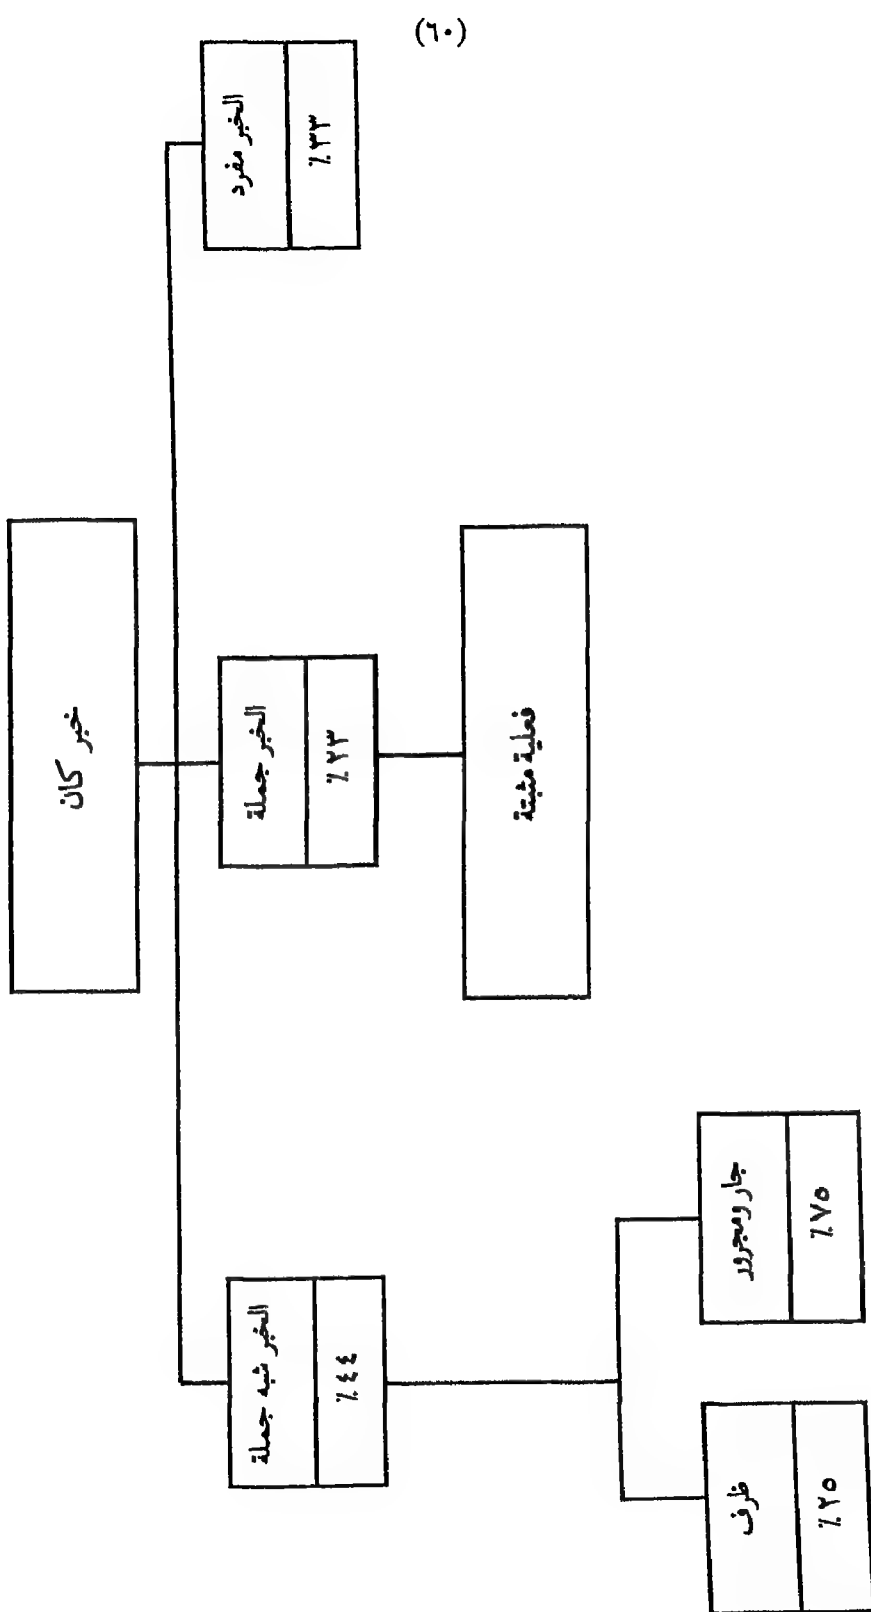 (٦٠)
خبر كان
الخبر مفرد
٪٣٣
الخبر جملة
٪٢٣
فعلية مثبتة
الخبر شبه جملة
٪٤٤
جار ومجرور
٪٧٥
ظرف
٪٢٥